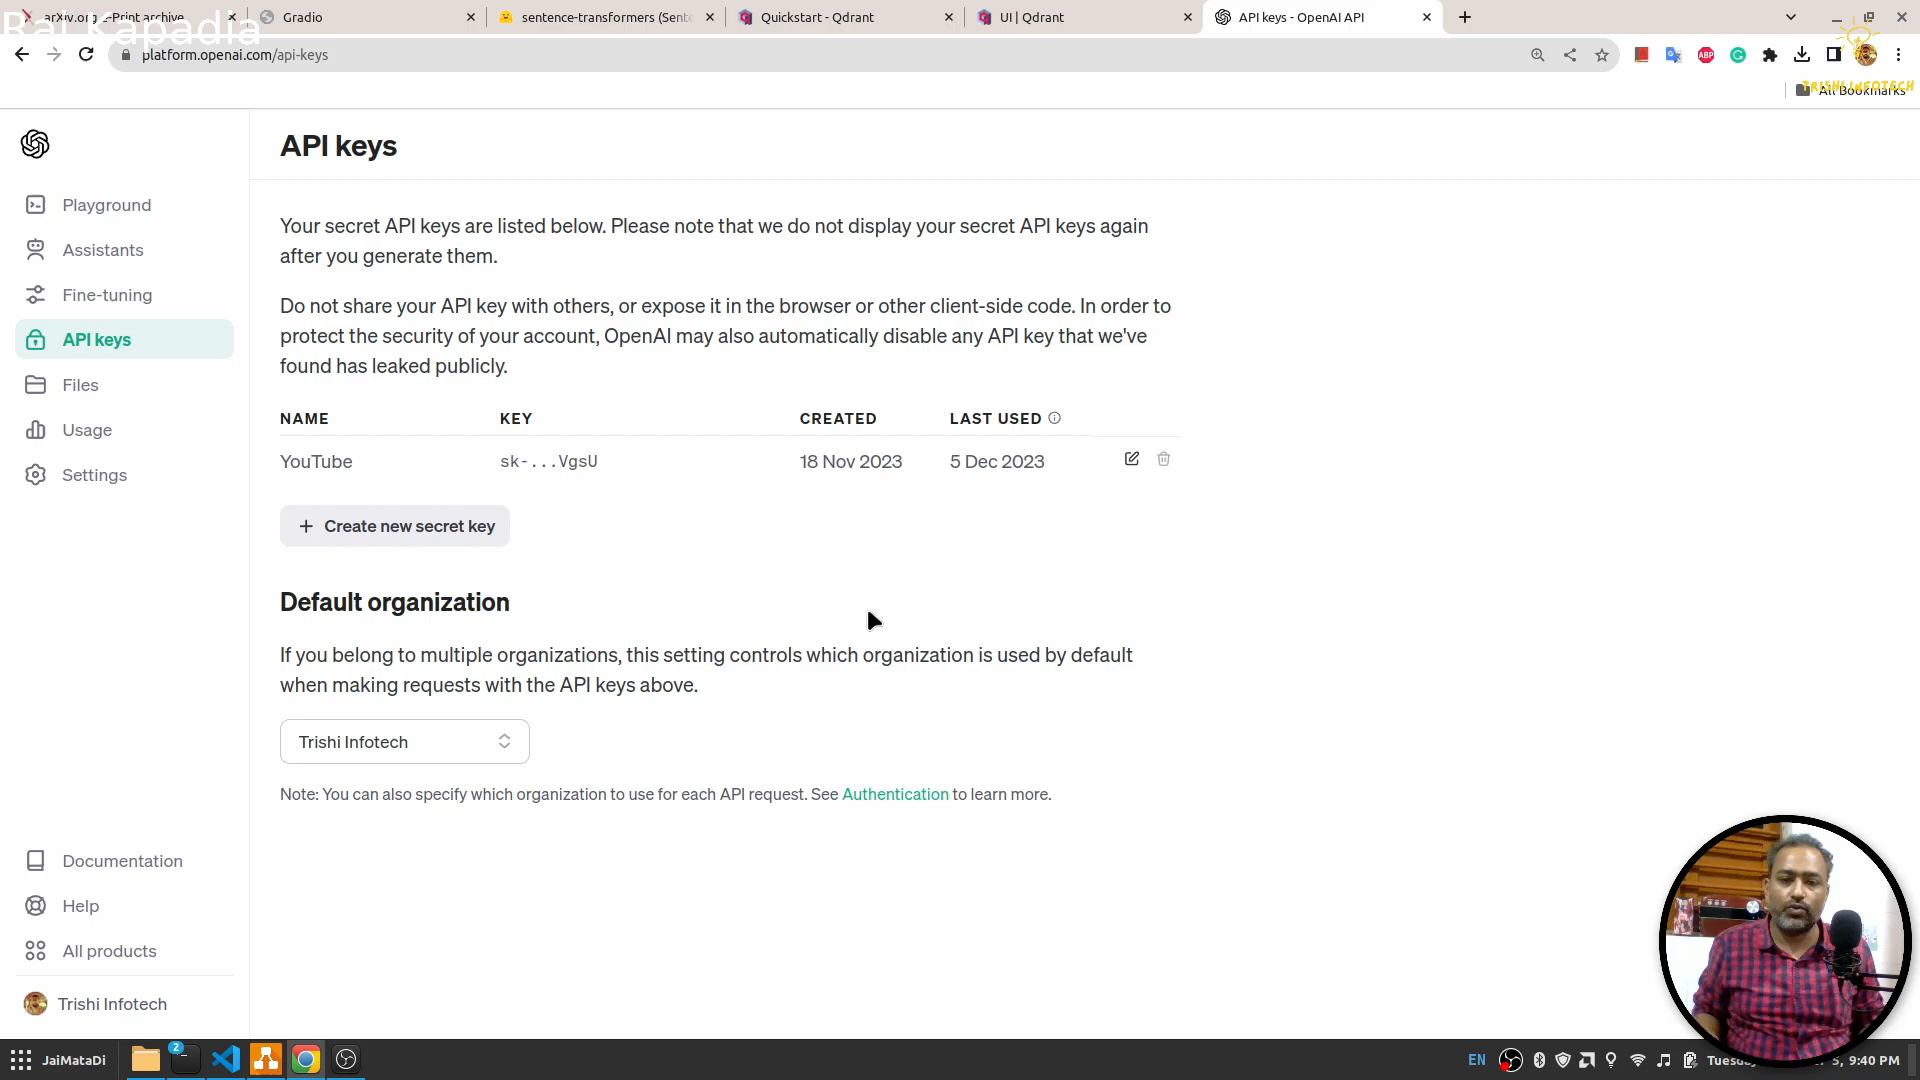 arXiv.org e-Print archive
Gradio
sentence-transformers (Sente
Quickstart - Qdrant
UI | Qdrant
API keys - OpenAI API
Raj Kapadia
platform.openai.com/api-keys
ABP
TRISHI INFOTECH
All Bookmarks
API keys
Playground
Assistants
Fine-tuning
API keys
Files
Usage
Settings
Your secret API keys are listed below. Please note that we do not display your secret API keys again
after you generate them.
Do not share your API key with others, or expose it in the browser or other client-side code. In order to
protect the security of your account, OpenAI may also automatically disable any API key that we've
found has leaked publicly.
NAME KEY CREATED LAST USED
YouTube sk-...VgsU 18 Nov 2023 5 Dec 2023
+ Create new secret key
Default organization
If you belong to multiple organizations, this setting controls which organization is used by default
when making requests with the API keys above.
Trishi Infotech
Note: You can also specify which organization to use for each API request. See Authentication to learn more.
Documentation
Help
All products
Trishi Infotech
JaiMataDi
2
EN
5, 9:40 PM